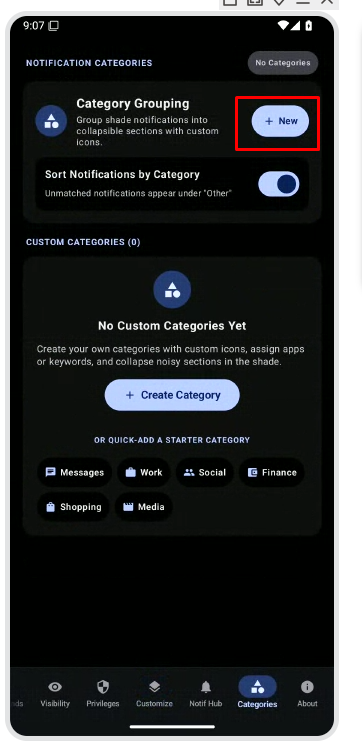 9:07
NOTIFICATION CATEGORIES
No Categories
Category Grouping
Group shade notifications into
collapsible sections with custom
icons.
+ New
Sort Notifications by Category
Unmatched notifications appear under "Other"
CUSTOM CATEGORIES (0)
No Custom Categories Yet
Create your own categories with custom icons, assign apps
or keywords, and collapse noisy sections in the shade.
+ Create Category
OR QUICK-ADD A STARTER CATEGORY
Messages Work Social Finance
Shopping Media
Visibility Privileges Customize Notif Hub Categories About